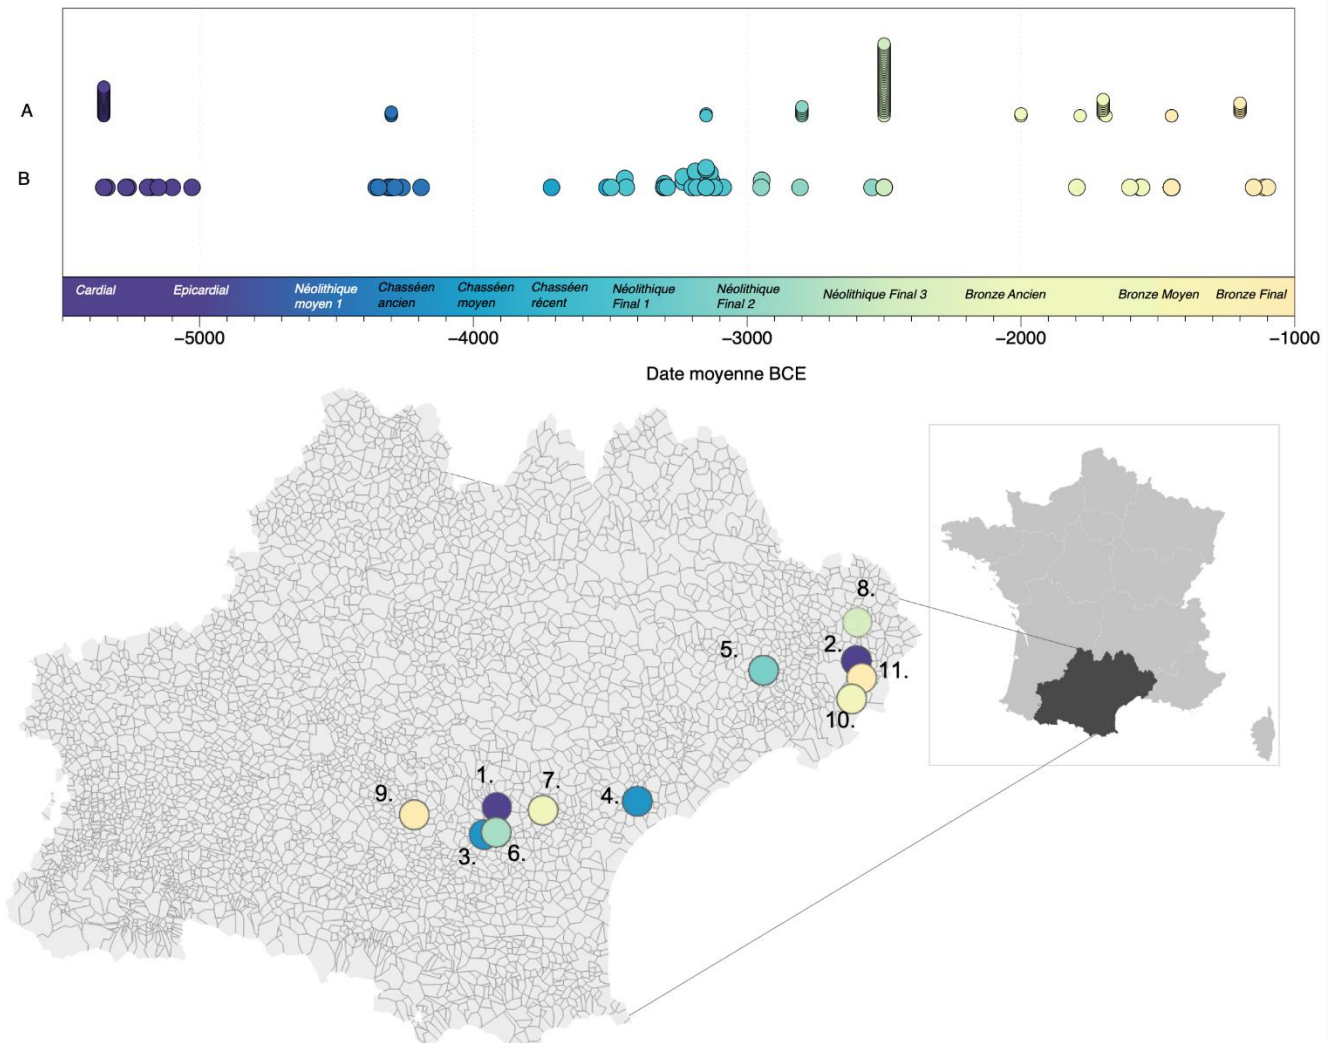 A
B
Cardial
Epicardial
Néolithique
moyen 1
Chasséen
ancien
Chasséen
moyen
Chasséen
récent
Néolithique
Final 1
Néolithique
Final 2
Néolithique Final 3
Bronze Ancien
Bronze Moyen
Bronze Final
−5000
−4000
−3000
−2000
−1000
Date moyenne BCE
8.
2.
5.
11.
10.
1.
7.
9.
4.
3.
6.